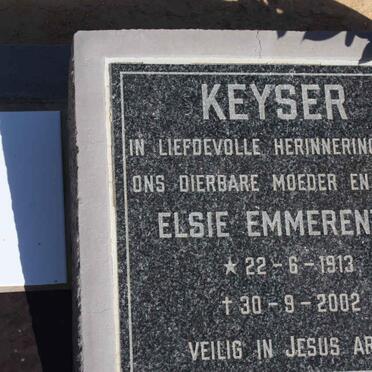 KEYSER
IN LIEFDEVOLLE HERINNERING
ONS DIERBARE MOEDER EN
ELSIE EMMEREN
★ 22-6-1913
† 30-9-2002
VEILIG IN JESUS AR